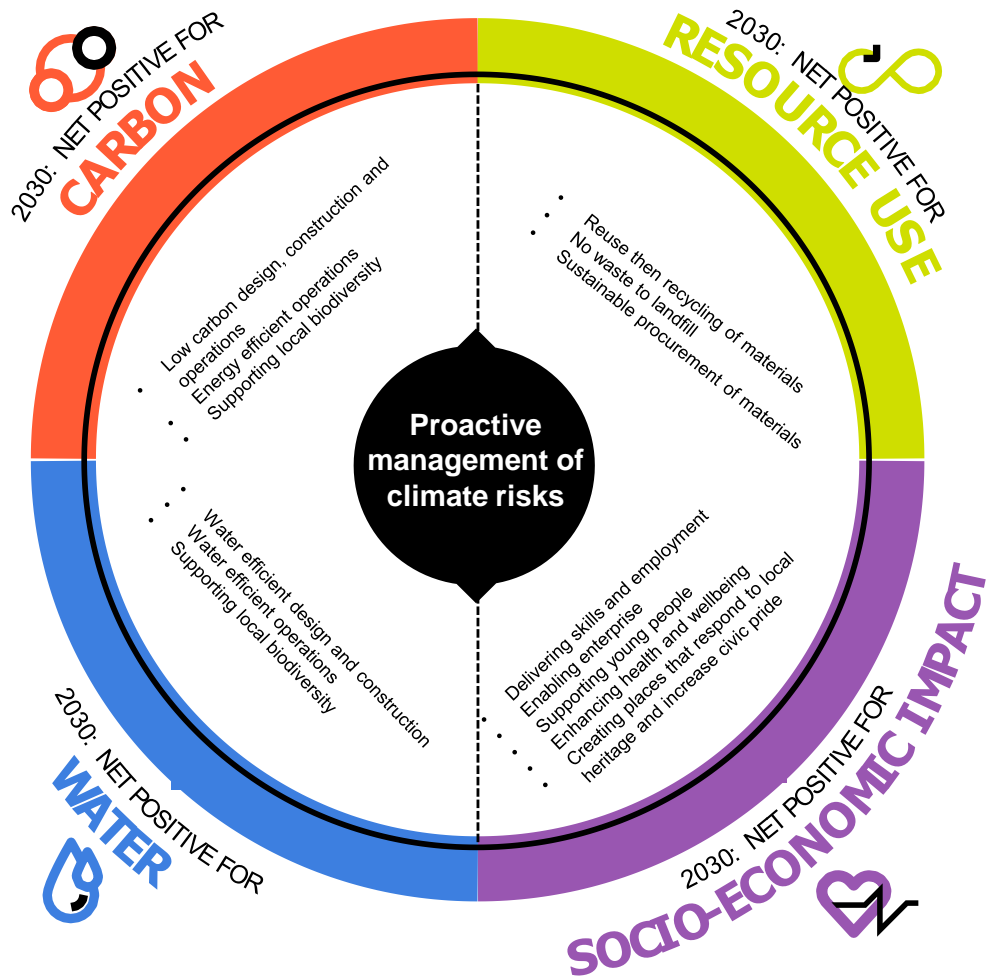 2030: NET POSITIVE FOR
CARBON
• Low carbon design, construction and
operations
• Energy efficient operations
• Supporting local biodiversity
2030: NET POSITIVE FOR
RESOURCE USE
• Reuse then recycling of materials
• No waste to landfill
• Sustainable procurement of materials
Proactive
management of
climate risks
• Water efficient design and construction
• Water efficient operations
• Supporting local biodiversity
2030: NET POSITIVE FOR
WATER
• Delivering skills and employment
• Enabling enterprise
• Supporting young people
• Enhancing health and wellbeing
• Creating places that respond to local
heritage and increase civic pride
2030: NET POSITIVE FOR
SOCIO-ECONOMIC IMPACT